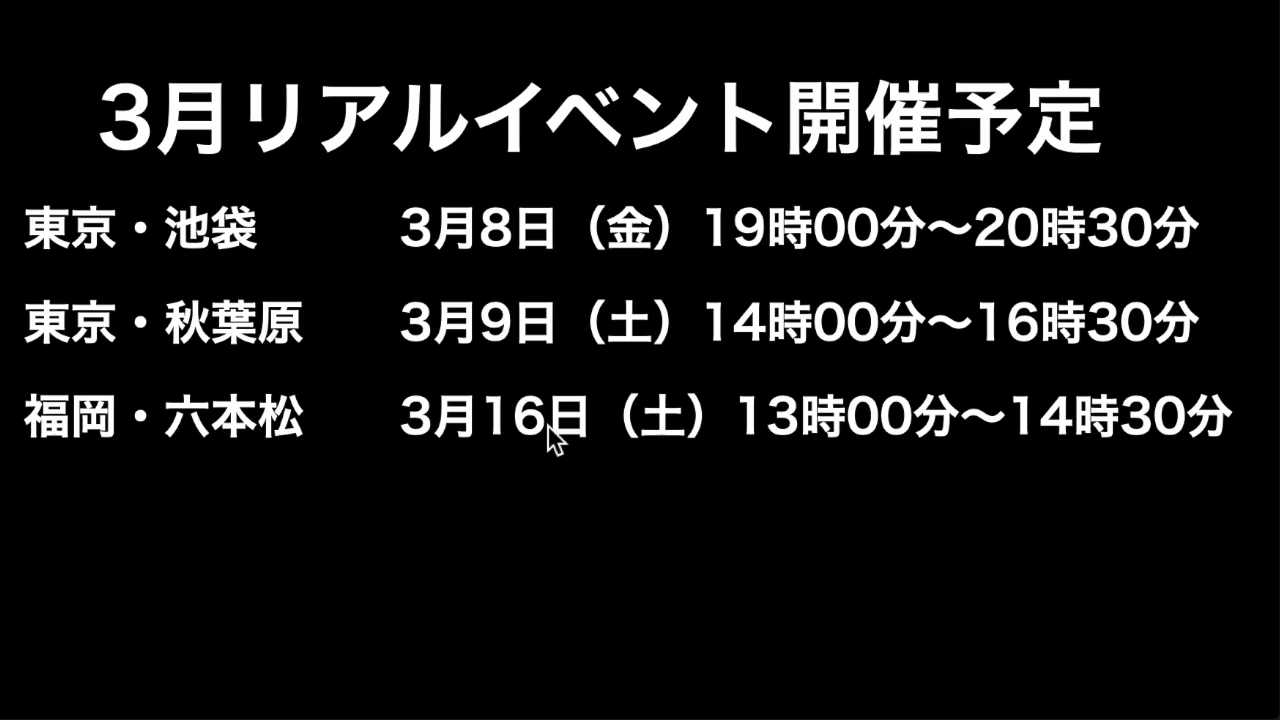 3月リアルイベント開催予定
東京・池袋 3月8日（金）19時00分〜20時30分
東京・秋葉原 3月9日（土）14時00分〜16時30分
福岡・六本松 3月16日（土）13時00分〜14時30分